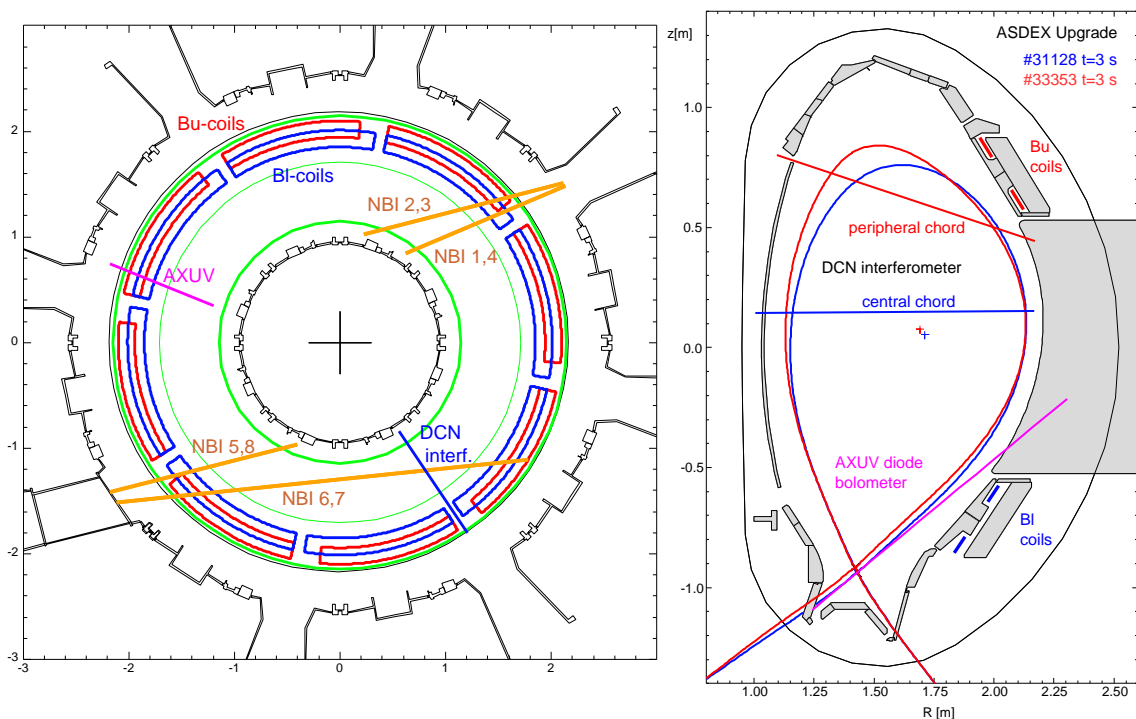 Bu-coils
Bl-coils
NBI 2,3
NBI 1,4
AXUV
NBI 5,8
NBI 6,7
DCN
interf.
2
1
0
-1
-2
-3
-3
-2
-1
0
1
2
z[m]
ASDEX Upgrade
#31128 t=3 s
#33353 t=3 s
Bu
coils
peripheral chord
DCN interferometer
central chord
AXUV diode
bolometer
Bl
coils
1.0
0.5
0.0
-0.5
-1.0
1.00
1.25
1.50
1.75
2.00
2.25
2.50
R [m]